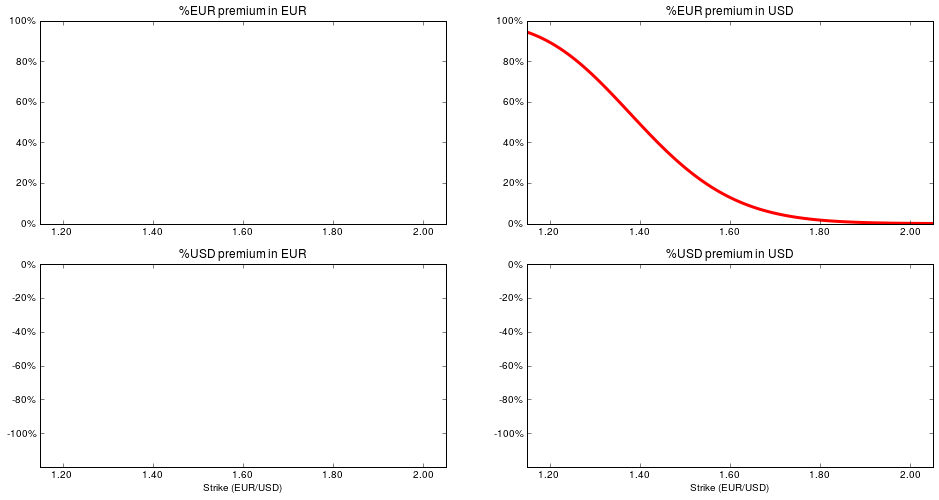 %EUR premium in EUR
100%
80%
60%
40%
20%
0%
1.20 1.40 1.60 1.80 2.00
%EUR premium in USD
100%
80%
60%
40%
20%
0%
1.20 1.40 1.60 1.80 2.00
%USD premium in EUR
0%
-20%
-40%
-60%
-80%
-100%
1.20 1.40 1.60 1.80 2.00
Strike (EUR/USD)
%USD premium in USD
0%
-20%
-40%
-60%
-80%
-100%
1.20 1.40 1.60 1.80 2.00
Strike (EUR/USD)